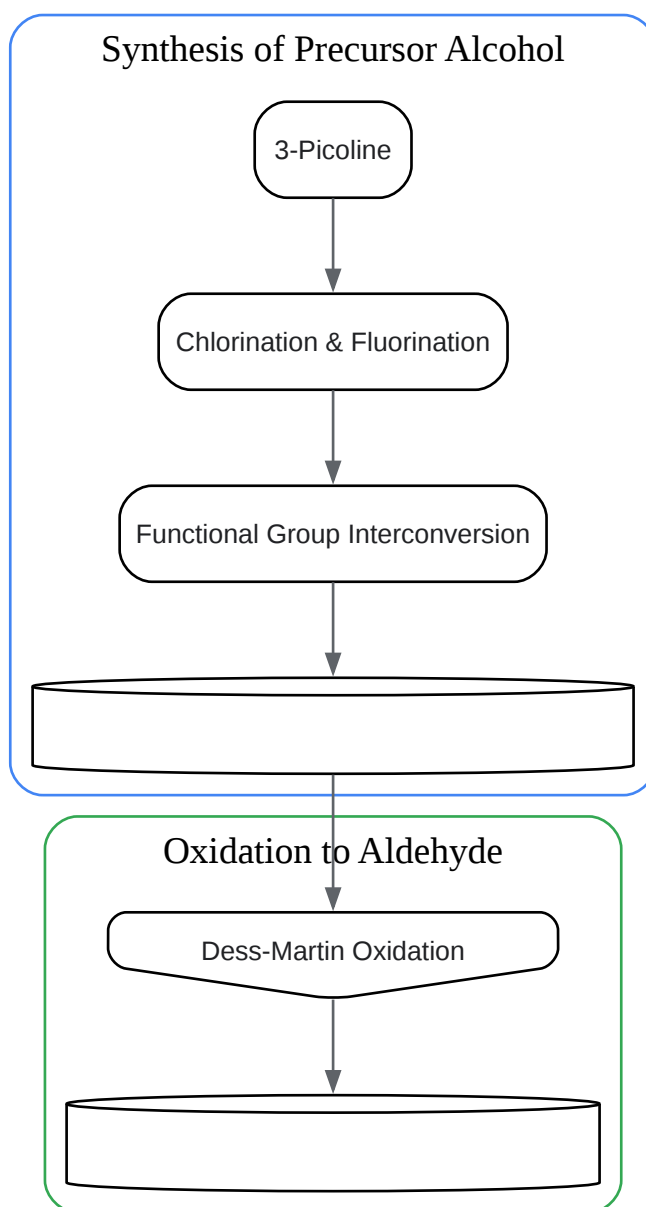 Synthesis of Precursor Alcohol
3-Picoline
Chlorination & Fluorination
Functional Group Interconversion
Oxidation to Aldehyde
Dess-Martin Oxidation